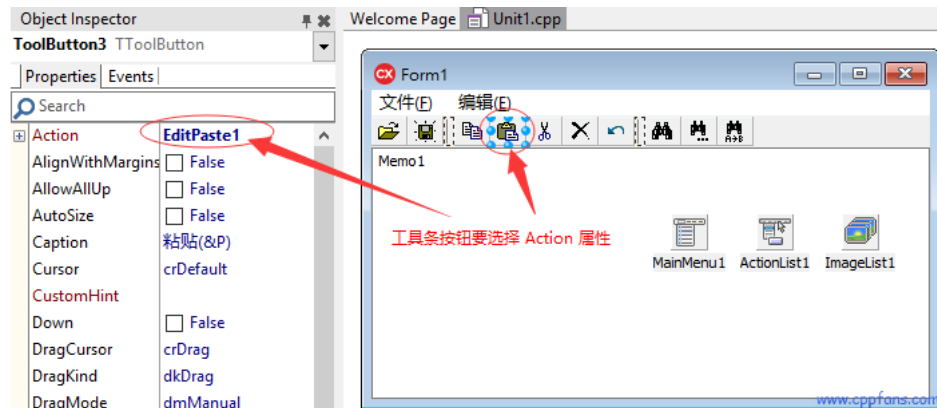 Object Inspector
ToolButton3 TToolButton
Properties Events
Search
Action EditPaste1
AlignWithMargins False
AllowAllUp False
AutoSize False
Caption 粘贴(&P)
Cursor crDefault
CustomHint
Down False
DragCursor crDrag
DragKind dkDrag
DragMode dmManual
Welcome Page Unit1.cpp
CX Form1
文件(F) 编辑(E)
A→B
Memo1
工具条按钮要选择 Action 属性
MainMenu1 ActionList1 ImageList1
www.cppfans.com